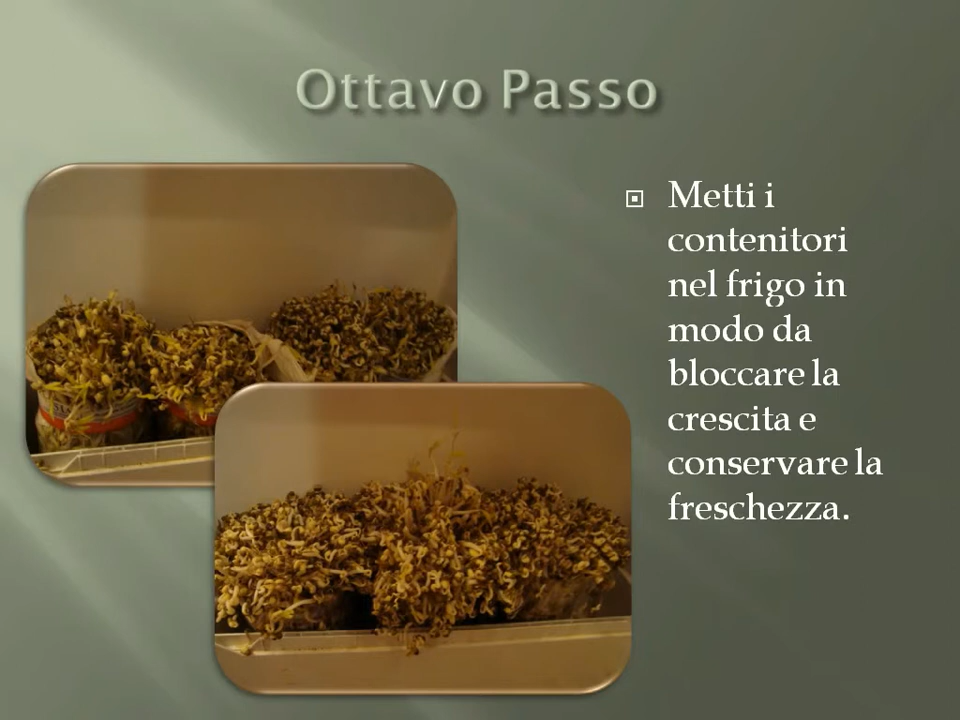 Ottavo Passo
Metti i
contenitori
nel frigo in
modo da
bloccare la
crescita e
conservare la
freschezza.